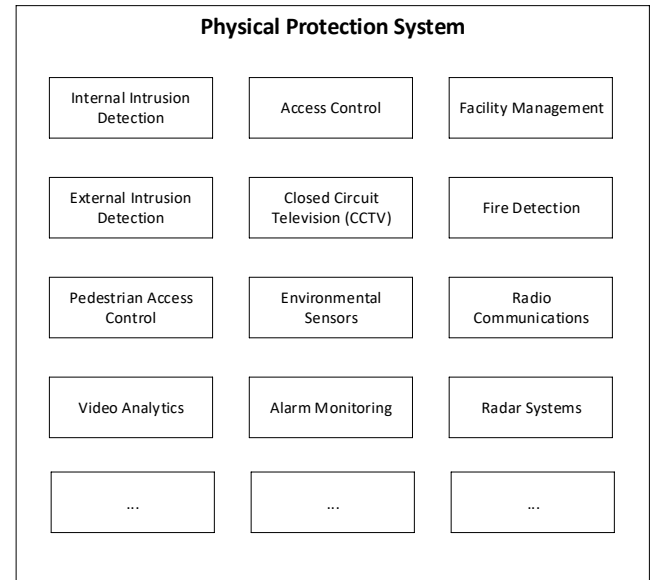 Physical Protection System
Internal Intrusion
Detection
Access Control
Facility Management
External Intrusion
Detection
Closed Circuit
Television (CCTV)
Fire Detection
Pedestrian Access
Control
Environmental
Sensors
Radio
Communications
Video Analytics
Alarm Monitoring
Radar Systems
...
...
...